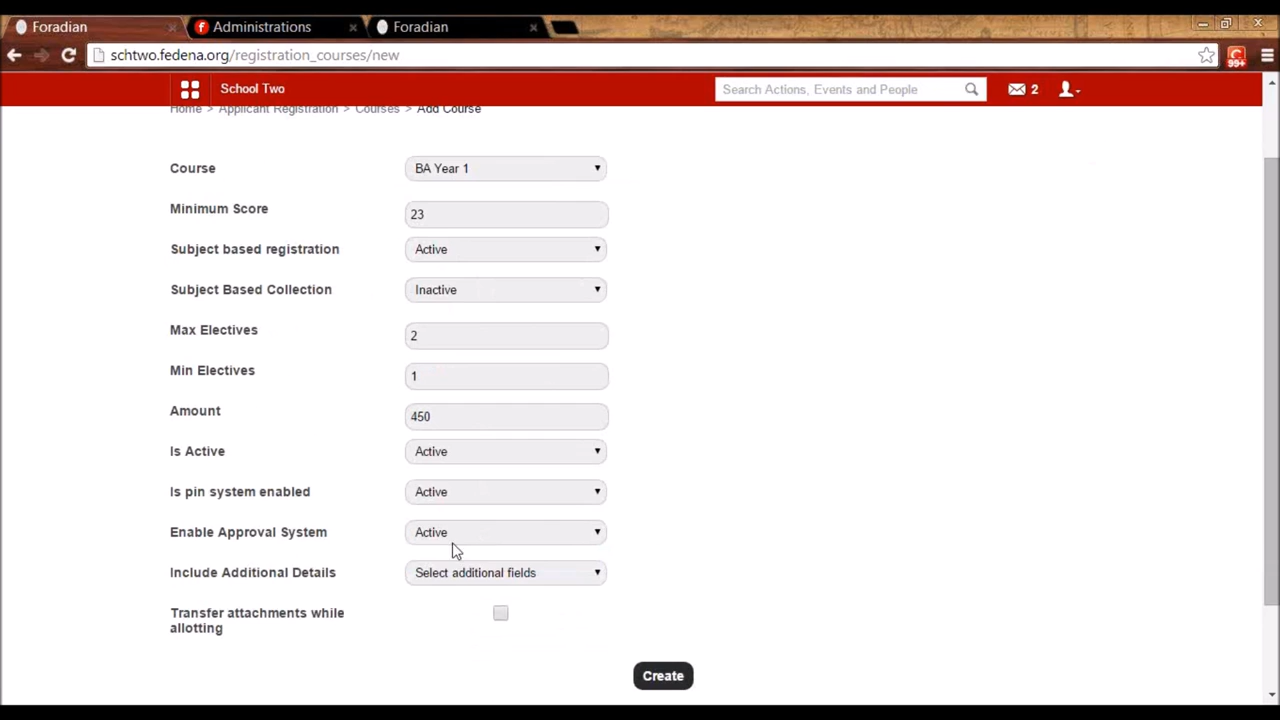 Foradian
Administrations
Foradian
schtwo.fedena.org/registration_courses/new
99+
School Two
Search Actions, Events and People
2
Home > Applicant Registration > Courses > Add Course
Course
BA Year 1
Minimum Score
23
Subject based registration
Active
Subject Based Collection
Inactive
Max Electives
2
Min Electives
1
Amount
450
Is Active
Active
Is pin system enabled
Active
Enable Approval System
Active
Include Additional Details
Select additional fields
Transfer attachments while
allotting
Create